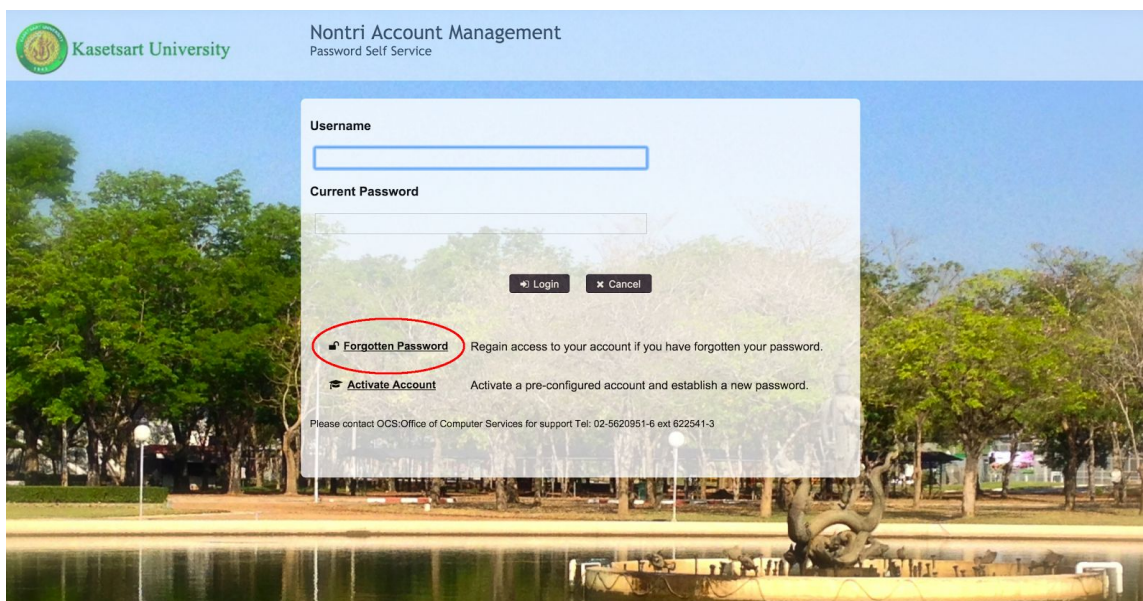 Kasetsart University
Nontri Account Management
Password Self Service
Username
Current Password
Login
Cancel
Forgotten Password Regain access to your account if you have forgotten your password.
Activate Account Activate a pre-configured account and establish a new password.
Please contact OCS:Office of Computer Services for support Tel: 02-5620951-6 ext 622541-3